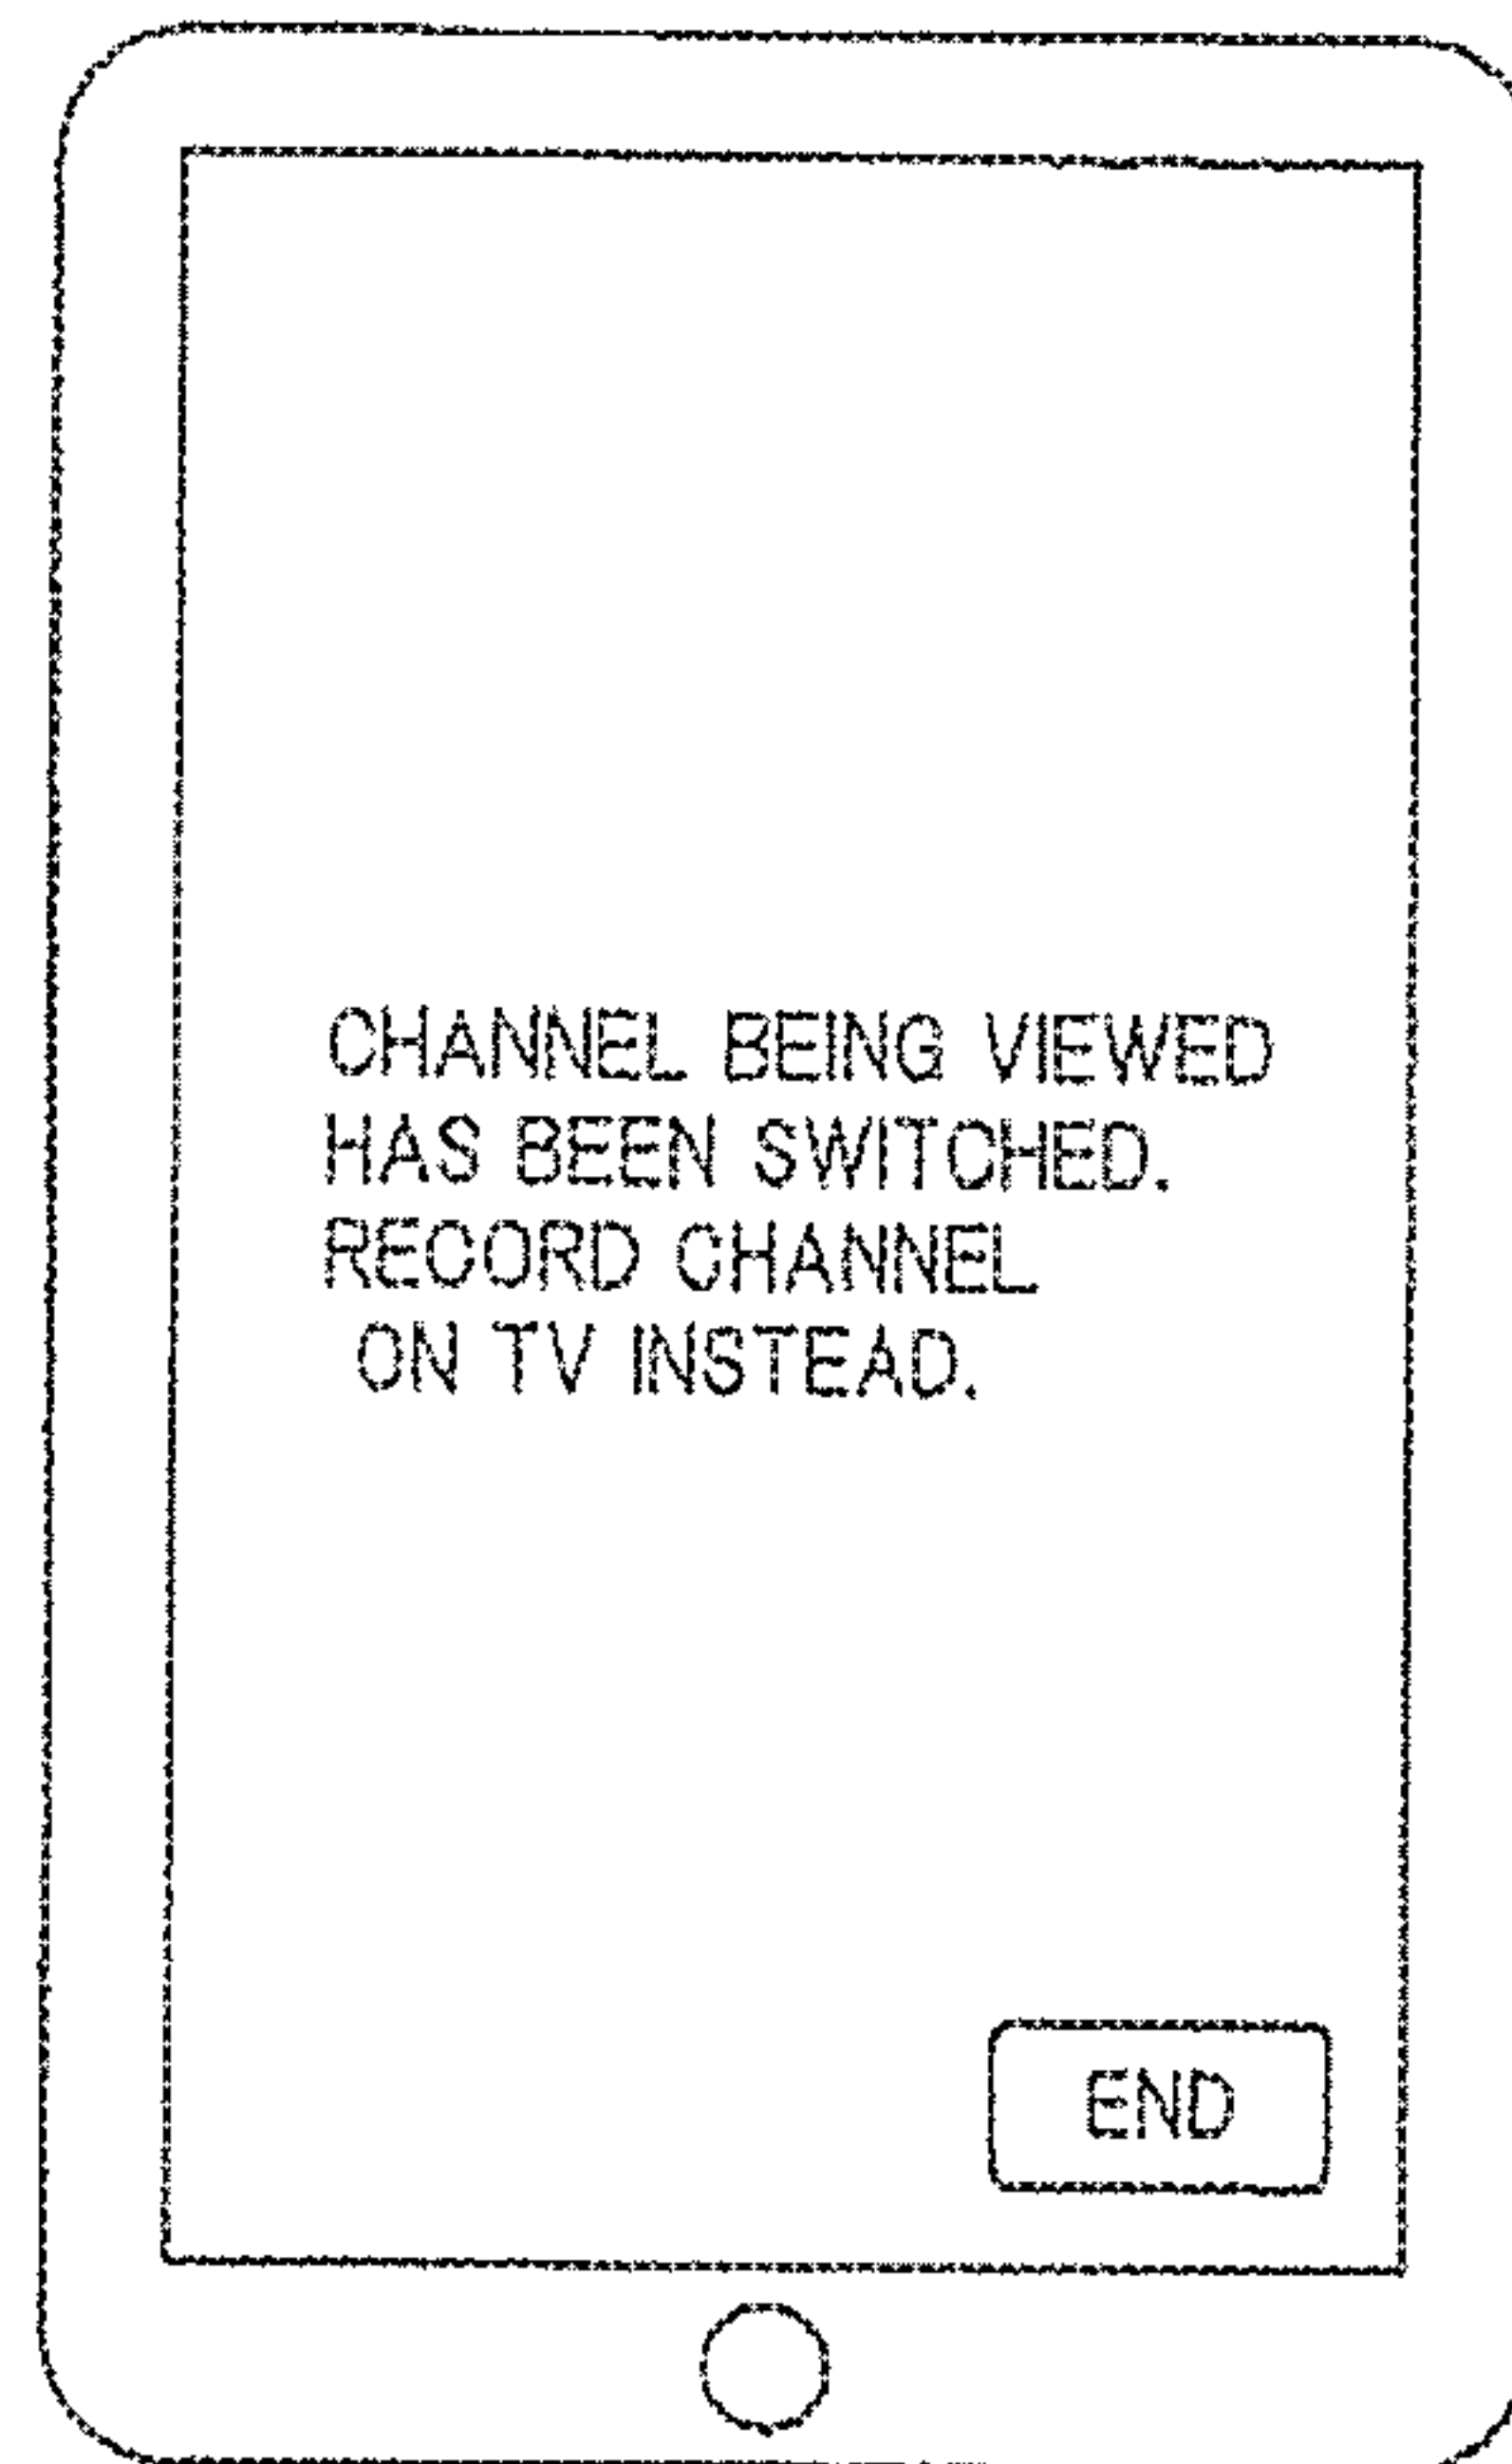 CHANNEL BEING VIEWED
HAS BEEN SWITCHED.
RECORD CHANNEL
ON TV INSTEAD.
END